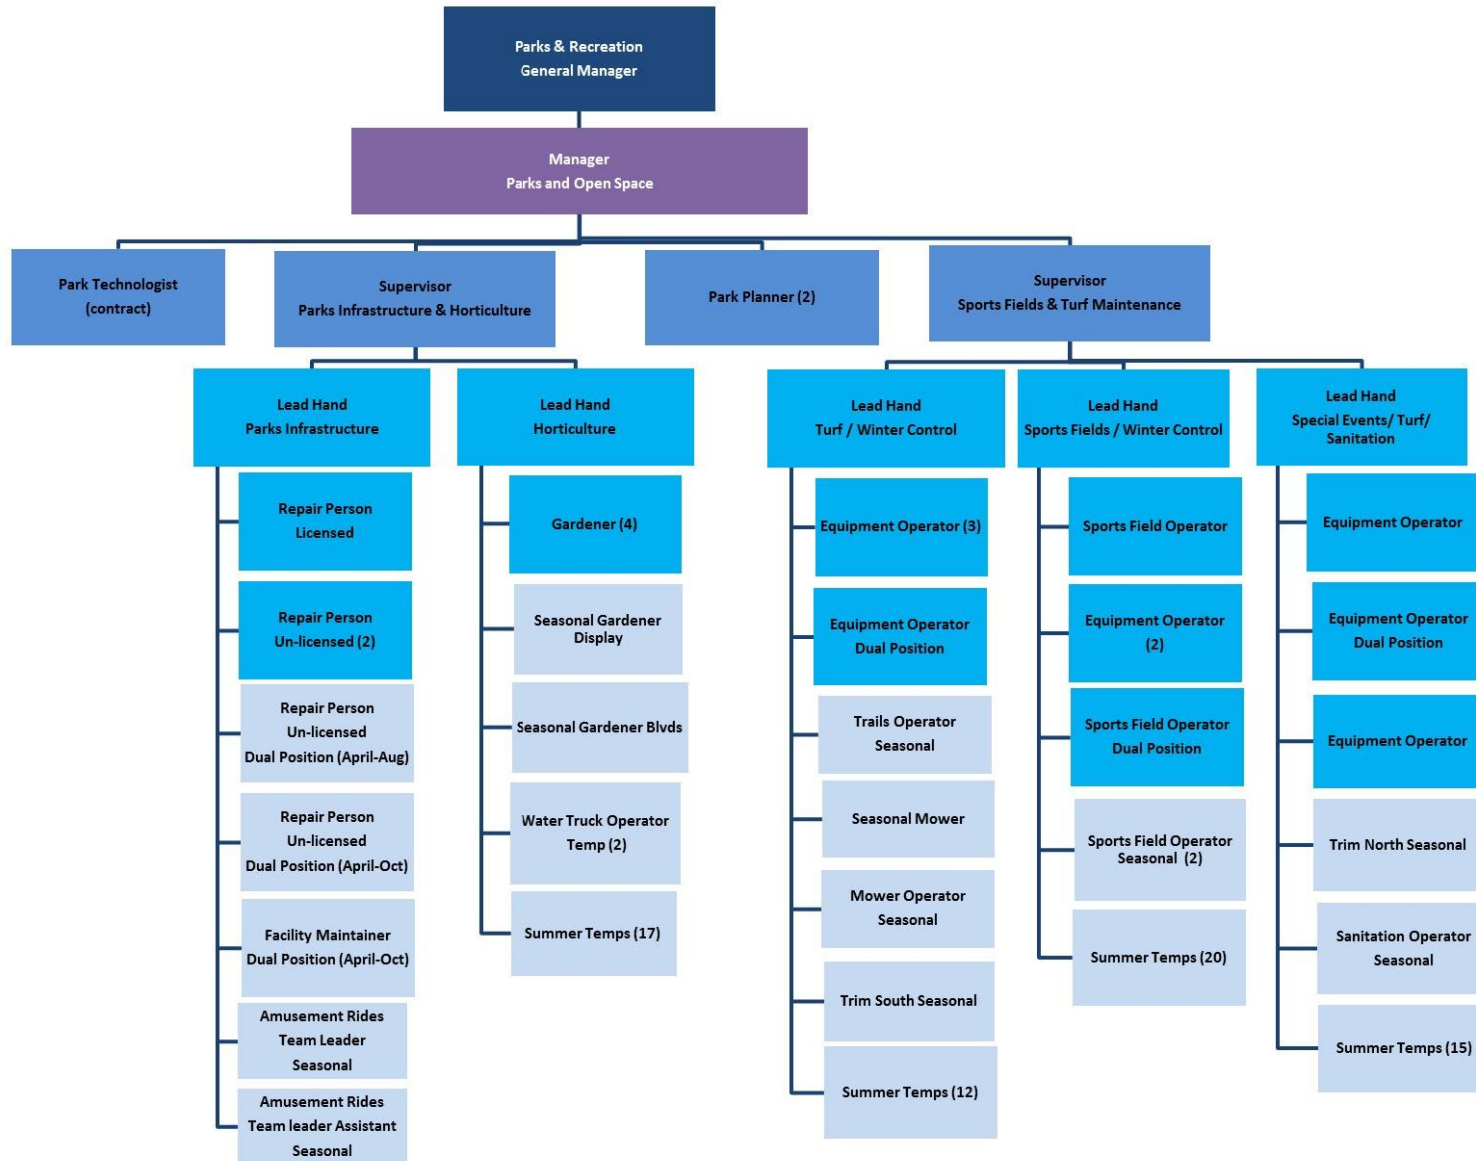 Parks & Recreation
General Manager
Manager
Parks and Open Space
Park Technologist
(contract)
Supervisor
Parks Infrastructure & Horticulture
Park Planner (2)
Supervisor
Sports Fields & Turf Maintenance
Lead Hand
Parks Infrastructure
Repair Person
Licensed
Repair Person
Un-licensed (2)
Repair Person
Un-licensed
Dual Position (April-Aug)
Repair Person
Un-licensed
Dual Position (April-Oct)
Facility Maintainer
Dual Position (April-Oct)
Amusement Rides
Team Leader
Seasonal
Amusement Rides
Team leader Assistant
Seasonal
Lead Hand
Horticulture
Gardener (4)
Seasonal Gardener
Display
Seasonal Gardener Blvds
Water Truck Operator
Temp (2)
Summer Temps (17)
Lead Hand
Turf / Winter Control
Equipment Operator (3)
Equipment Operator
Dual Position
Trails Operator
Seasonal
Seasonal Mower
Mower Operator
Seasonal
Trim South Seasonal
Summer Temps (12)
Lead Hand
Sports Fields / Winter Control
Sports Field Operator
Equipment Operator
(2)
Sports Field Operator
Dual Position
Sports Field Operator
Seasonal (2)
Summer Temps (20)
Lead Hand
Special Events/ Turf/
Sanitation
Equipment Operator
Equipment Operator
Dual Position
Equipment Operator
Trim North Seasonal
Sanitation Operator
Seasonal
Summer Temps (15)